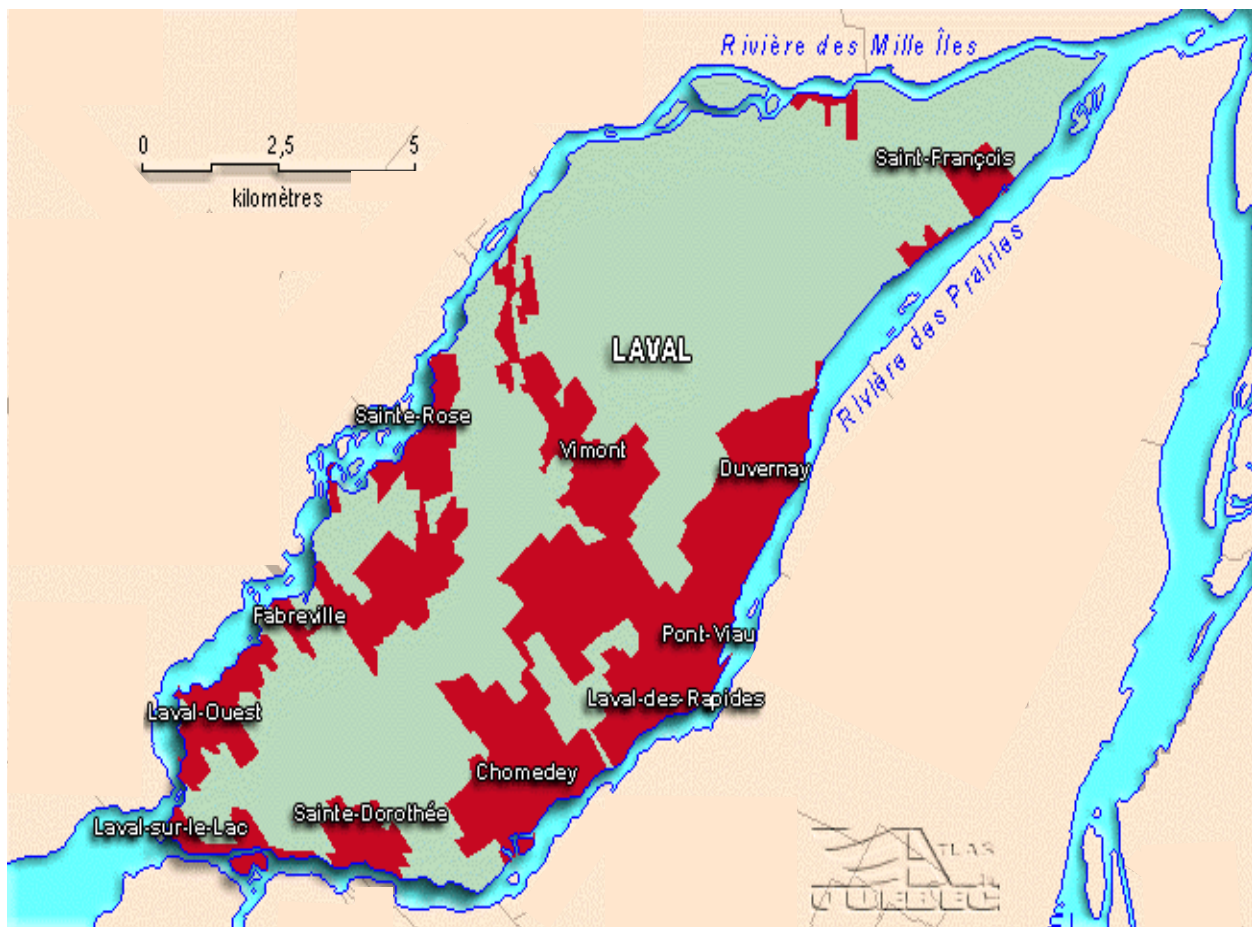 Rivière des Mille Îles
0 2,5 5
kilomètres
Saint-François
Rivière des Prairies
LAVAL
Sainte-Rose
Vimont
Duvernay
Fabreville
Pont-Viau
Laval-des-Rapides
Laval-Ouest
Chomedey
Sainte-Dorothée
Laval-sur-le-Lac
ATLAS
QUÉBEC